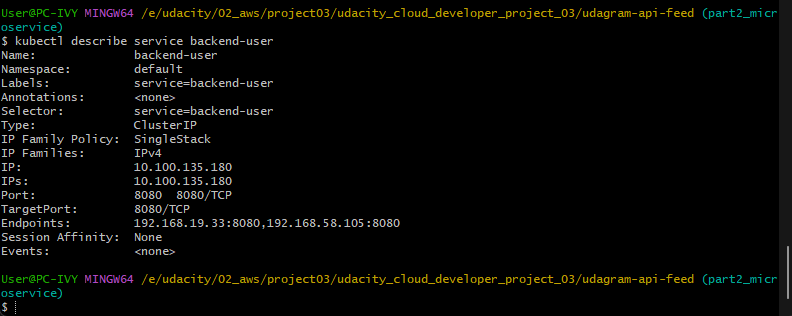 User@PC-IVY MINGW64 /e/udacity/02_aws/project03/udacity_cloud_developer_project_03/udagram-api-feed (part2_micr
oservice)
$ kubectl describe service backend-user
Name:              backend-user
Namespace:         default
Labels:            service=backend-user
Annotations:       <none>
Selector:          service=backend-user
Type:              ClusterIP
IP Family Policy:  SingleStack
IP Families:       IPv4
IP:                10.100.135.180
IPs:               10.100.135.180
Port:              8080  8080/TCP
TargetPort:        8080/TCP
Endpoints:         192.168.19.33:8080,192.168.58.105:8080
Session Affinity:  None
Events:            <none>
User@PC-IVY MINGW64 /e/udacity/02_aws/project03/udacity_cloud_developer_project_03/udagram-api-feed (part2_micr
oservice)
$